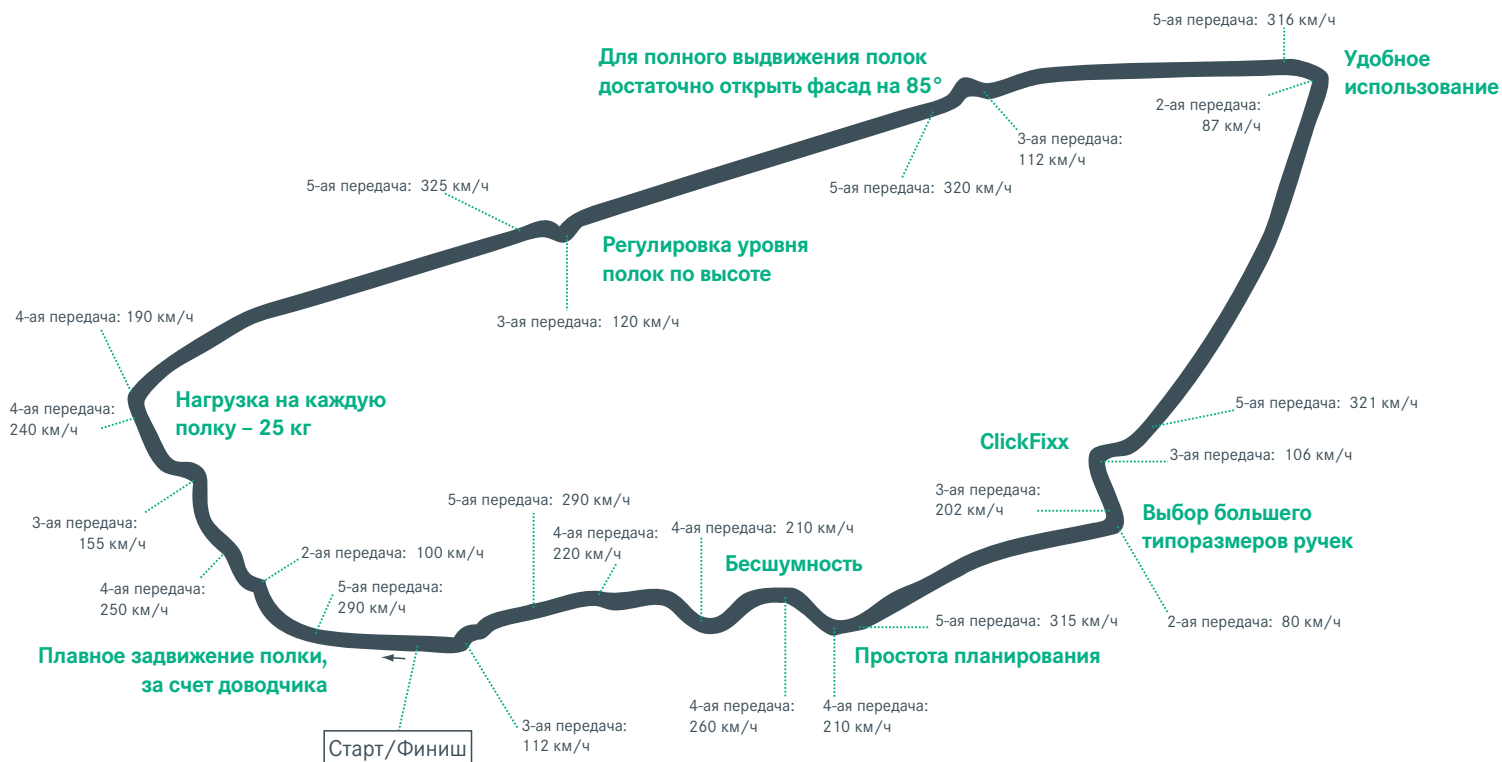 5-ая передача: 316 км/ч
Для полного выдвижения полок
достаточно открыть фасад на 85°
Удобное
использование
2-ая передача:
87 км/ч
3-ая передача:
112 км/ч
5-ая передача: 320 км/ч
5-ая передача: 325 км/ч
Регулировка уровня
полок по высоте
3-ая передача: 120 км/ч
4-ая передача: 190 км/ч
Нагрузка на каждую
полку – 25 кг
4-ая передача:
240 км/ч
5-ая передача: 321 км/ч
ClickFixx
3-ая передача: 106 км/ч
3-ая передача:
202 км/ч
Выбор большего
типоразмеров ручек
5-ая передача: 290 км/ч
4-ая передача: 210 км/ч
4-ая передача:
220 км/ч
3-ая передача:
155 км/ч
2-ая передача: 100 км/ч
Бесшумность
4-ая передача:
250 км/ч
5-ая передача:
290 км/ч
5-ая передача: 315 км/ч
2-ая передача: 80 км/ч
Плавное задвижение полки,
за счет доводчика
Простота планирования
4-ая передача:
260 км/ч
4-ая передача:
210 км/ч
3-ая передача:
112 км/ч
Старт/Финиш